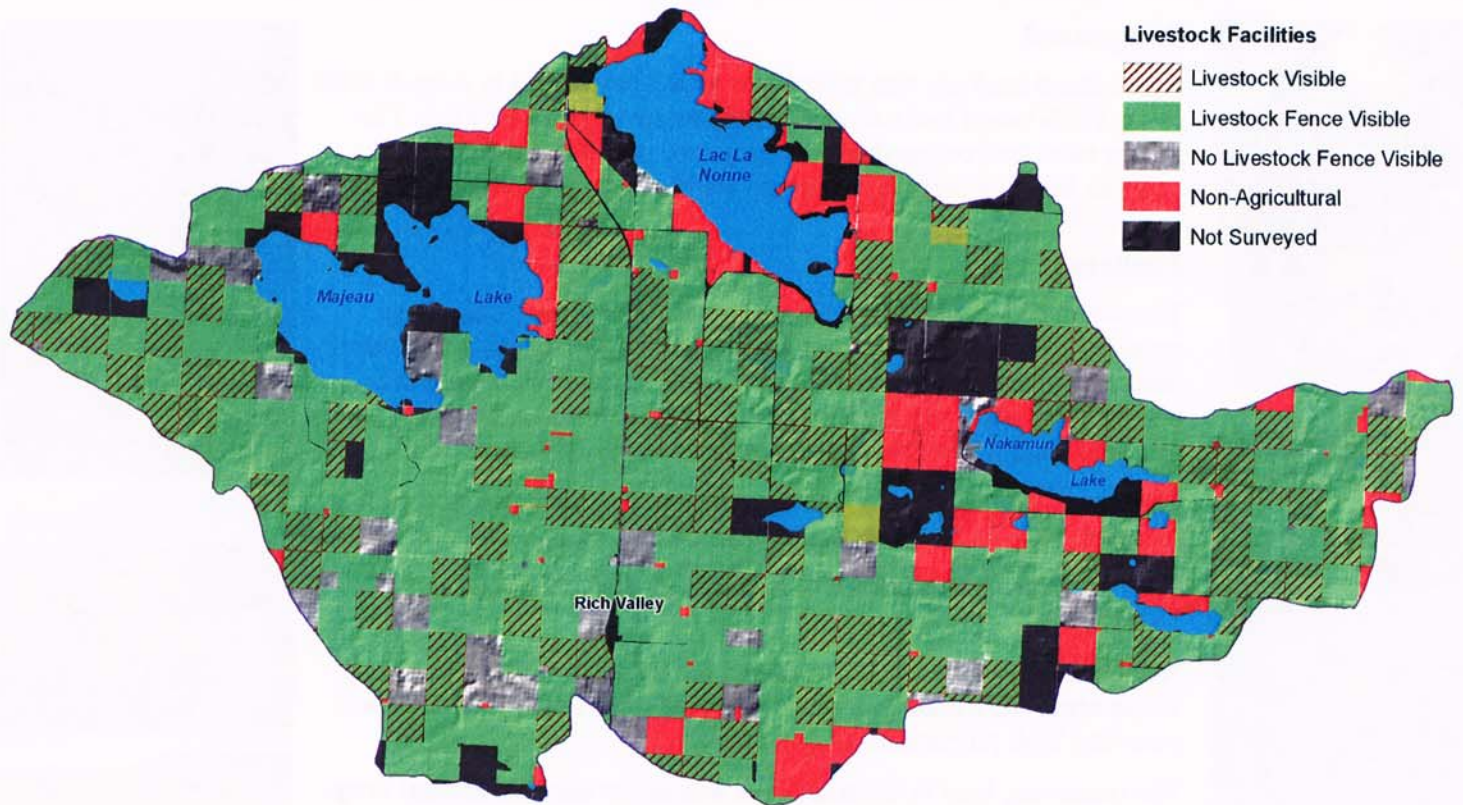 Livestock Facilities
Livestock Visible
Livestock Fence Visible
No Livestock Fence Visible
Non-Agricultural
Not Surveyed
Lac La
Nonne
Majeau
Lake
Nakamun
Lake
Rich Valley